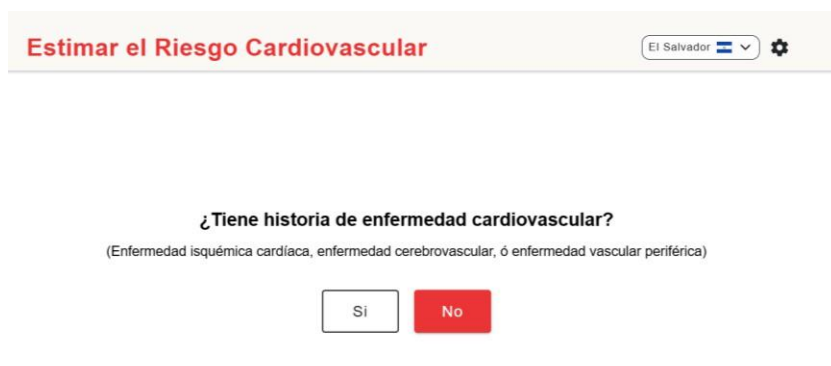 Estimar el Riesgo Cardiovascular
El Salvador
¿Tiene historia de enfermedad cardiovascular?
(Enfermedad isquémica cardíaca, enfermedad cerebrovascular, ó enfermedad vascular periférica)
Si No